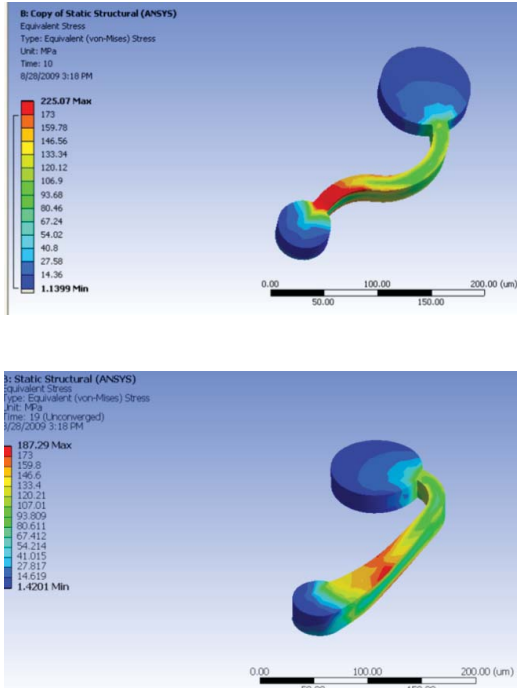 B: Copy of Static Structural (ANSYS)
Equivalent Stress
Type: Equivalent (von-Mises) Stress
Unit: MPa
Time: 10
8/28/2009 3:18 PM
225.07 Max
173
159.78
146.56
133.34
120.12
106.9
93.68
80.46
67.24
54.02
40.8
27.58
14.36
1.1399 Min
0.00 100.00 200.00 (um)
50.00 150.00
: Static Structural (ANSYS)
quivalent Stress
Type: Equivalent (von-Mises) Stress
Unit: MPa
Time: 19 (Unconverged)
/28/2009 3:18 PM
187.29 Max
173
159.8
146.6
133.4
120.21
107.01
93.809
80.611
67.412
54.214
41.015
27.817
14.619
1.4201 Min
0.00 100.00 200.00 (um)